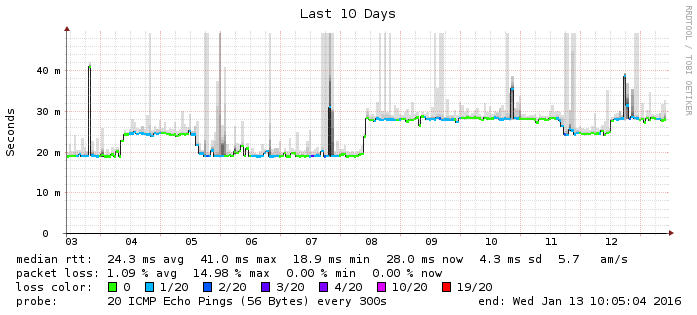 Last 10 Days
RRDTOOL / TOBI OETIKER
Seconds
40 m
30 m
20 m
10 m
0
03 04 05 06 07 08 09 10 11 12
median rtt: 24.3 ms avg 41.0 ms max 18.9 ms min 28.0 ms now 4.3 ms sd 5.7 am/s
packet loss: 1.09 % avg 14.98 % max 0.00 % min 0.00 % now
loss color: 0 1/20 2/20 3/20 4/20 10/20 19/20
probe: 20 ICMP Echo Pings (56 Bytes) every 300s end: Wed Jan 13 10:05:04 2016